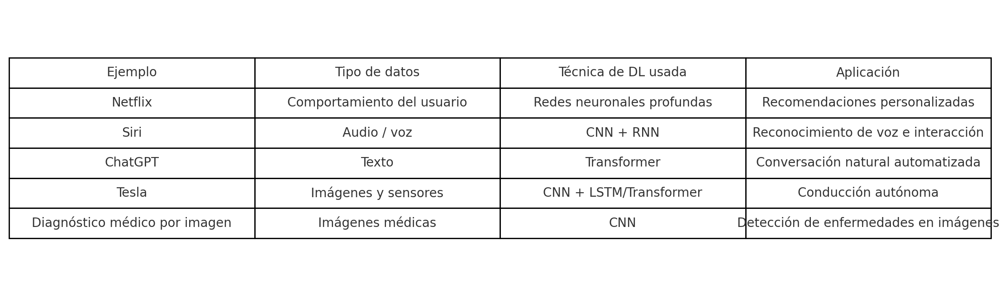 Ejemplo Tipo de datos Técnica de DL usada Aplicación
Netflix Comportamiento del usuario Redes neuronales profundas Recomendaciones personalizadas
Siri Audio / voz CNN + RNN Reconocimiento de voz e interacción
ChatGPT Texto Transformer Conversación natural automatizada
Tesla Imágenes y sensores CNN + LSTM/Transformer Conducción autónoma
Diagnóstico médico por imagen Imágenes médicas CNN Detección de enfermedades en imágenes